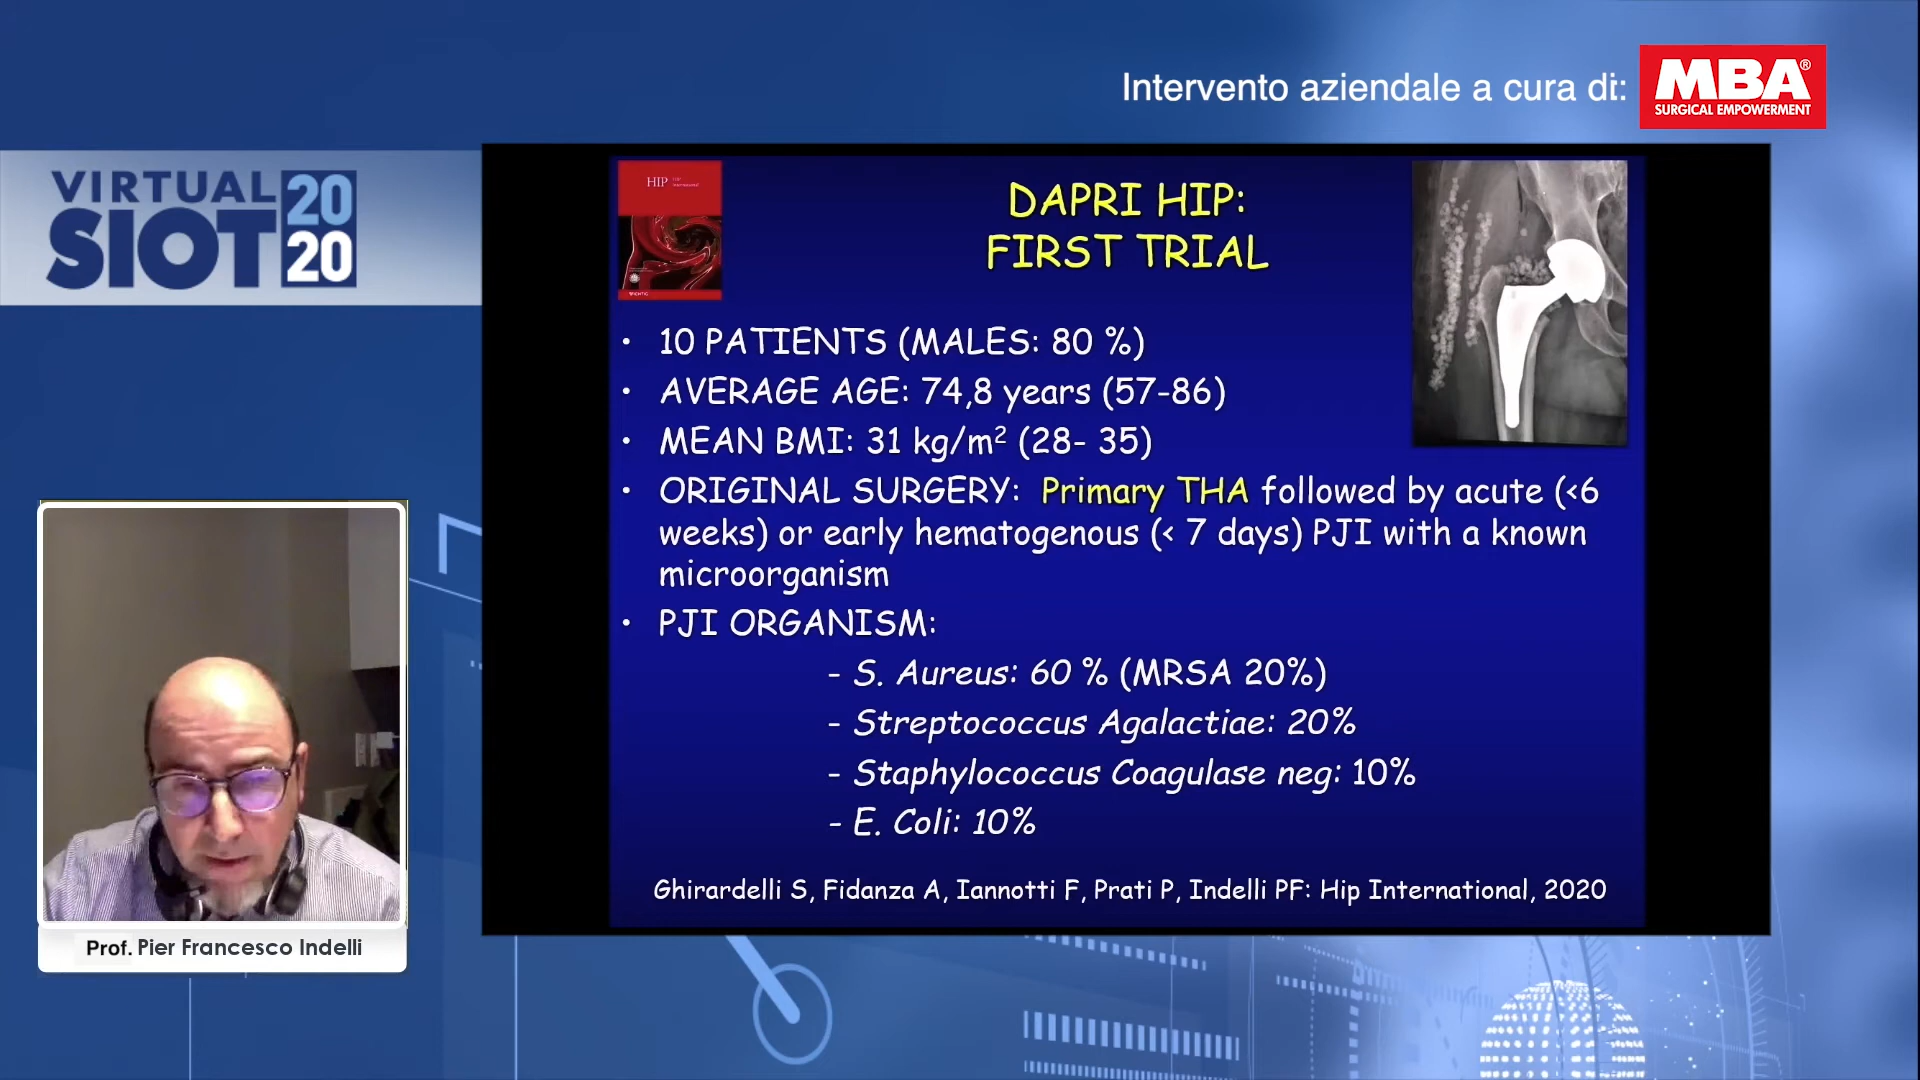 Intervento aziendale a cura di:
MBA®
SURGICAL EMPOWERMENT
VIRTUAL
SIOT
20
20
HIP
DAPRI HIP:
FIRST TRIAL
• 10 PATIENTS (MALES: 80 %)
• AVERAGE AGE: 74,8 years (57-86)
• MEAN BMI: 31 kg/m² (28- 35)
• ORIGINAL SURGERY: Primary THA followed by acute (<6
weeks) or early hematogenous (< 7 days) PJI with a known
microorganism
• PJI ORGANISM:
- S. Aureus: 60 % (MRSA 20%)
- Streptococcus Agalactiae: 20%
- Staphylococcus Coagulase neg: 10%
- E. Coli: 10%
Ghirardelli S, Fidanza A, Iannotti F, Prati P, Indelli PF: Hip International, 2020
Prof. Pier Francesco Indelli